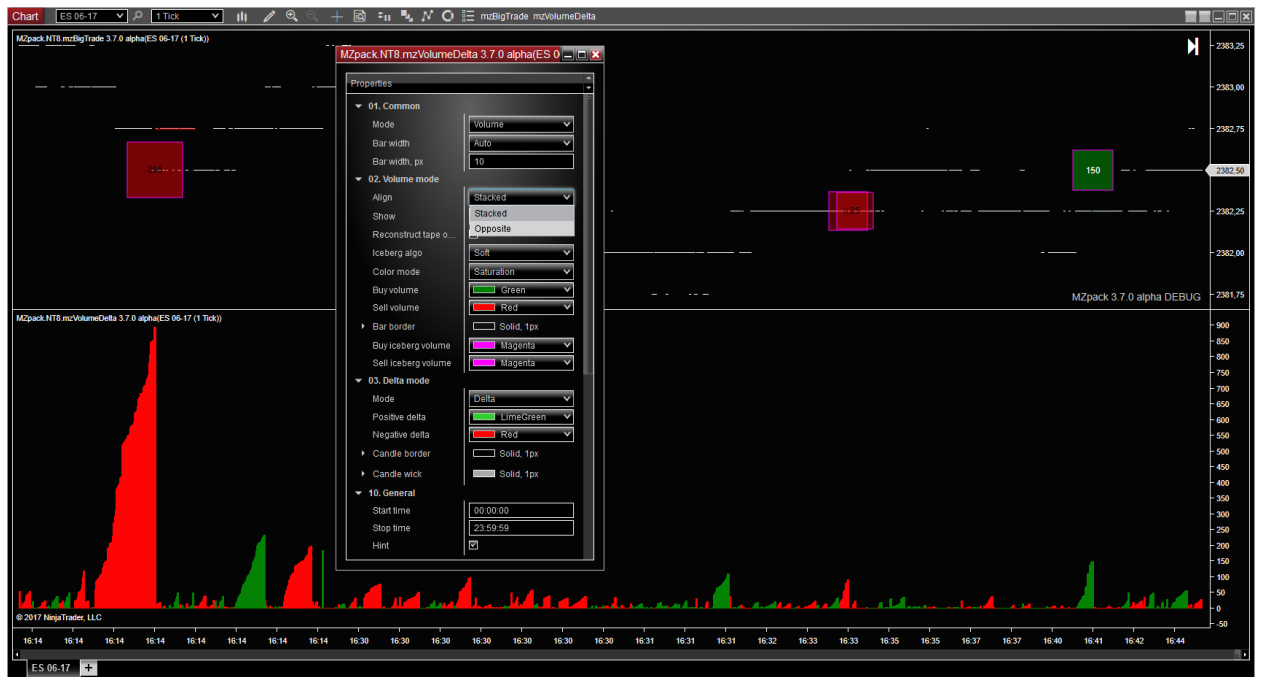 Chart ES 06-17 1 Tick mzBigTrade mzVolumeDelta
MZpack.NT8.mzBigTrade 3.7.0 alpha(ES 06-17 (1 Tick))
2383,25
2383,00
2382,75
2382,50
2382,25
2382,00
2381,75
150
MZpack 3.7.0 alpha DEBUG
MZpack.NT8.mzVolumeDelta 3.7.0 alpha(ES 0
Properties
01. Common
Mode Volume
Bar width Auto
Bar width, px 10
02. Volume mode
Align Stacked
Show Stacked
Opposite
Reconstruct tape o...
Iceberg algo Soft
Color mode Saturation
Buy volume Green
Sell volume Red
Bar border Solid, 1px
Buy iceberg volume Magenta
Sell iceberg volume Magenta
03. Delta mode
Mode Delta
Positive delta LimeGreen
Negative delta Red
Candle border Solid, 1px
Candle wick Solid, 1px
10. General
Start time 00:00:00
Stop time 23:59:59
Hint
MZpack.NT8.mzVolumeDelta 3.7.0 alpha(ES 06-17 (1 Tick))
900
850
800
750
700
650
600
550
500
450
400
350
300
250
200
150
100
50
0
-50
© 2017 NinjaTrader, LLC
16:14 16:14 16:14 16:14 16:14 16:14 16:14 16:14 16:30 16:30 16:30 16:30 16:30 16:30 16:30 16:31 16:31 16:31 16:32 16:33 16:33 16:35 16:35 16:37 16:37 16:40 16:41 16:42 16:44
ES 06-17